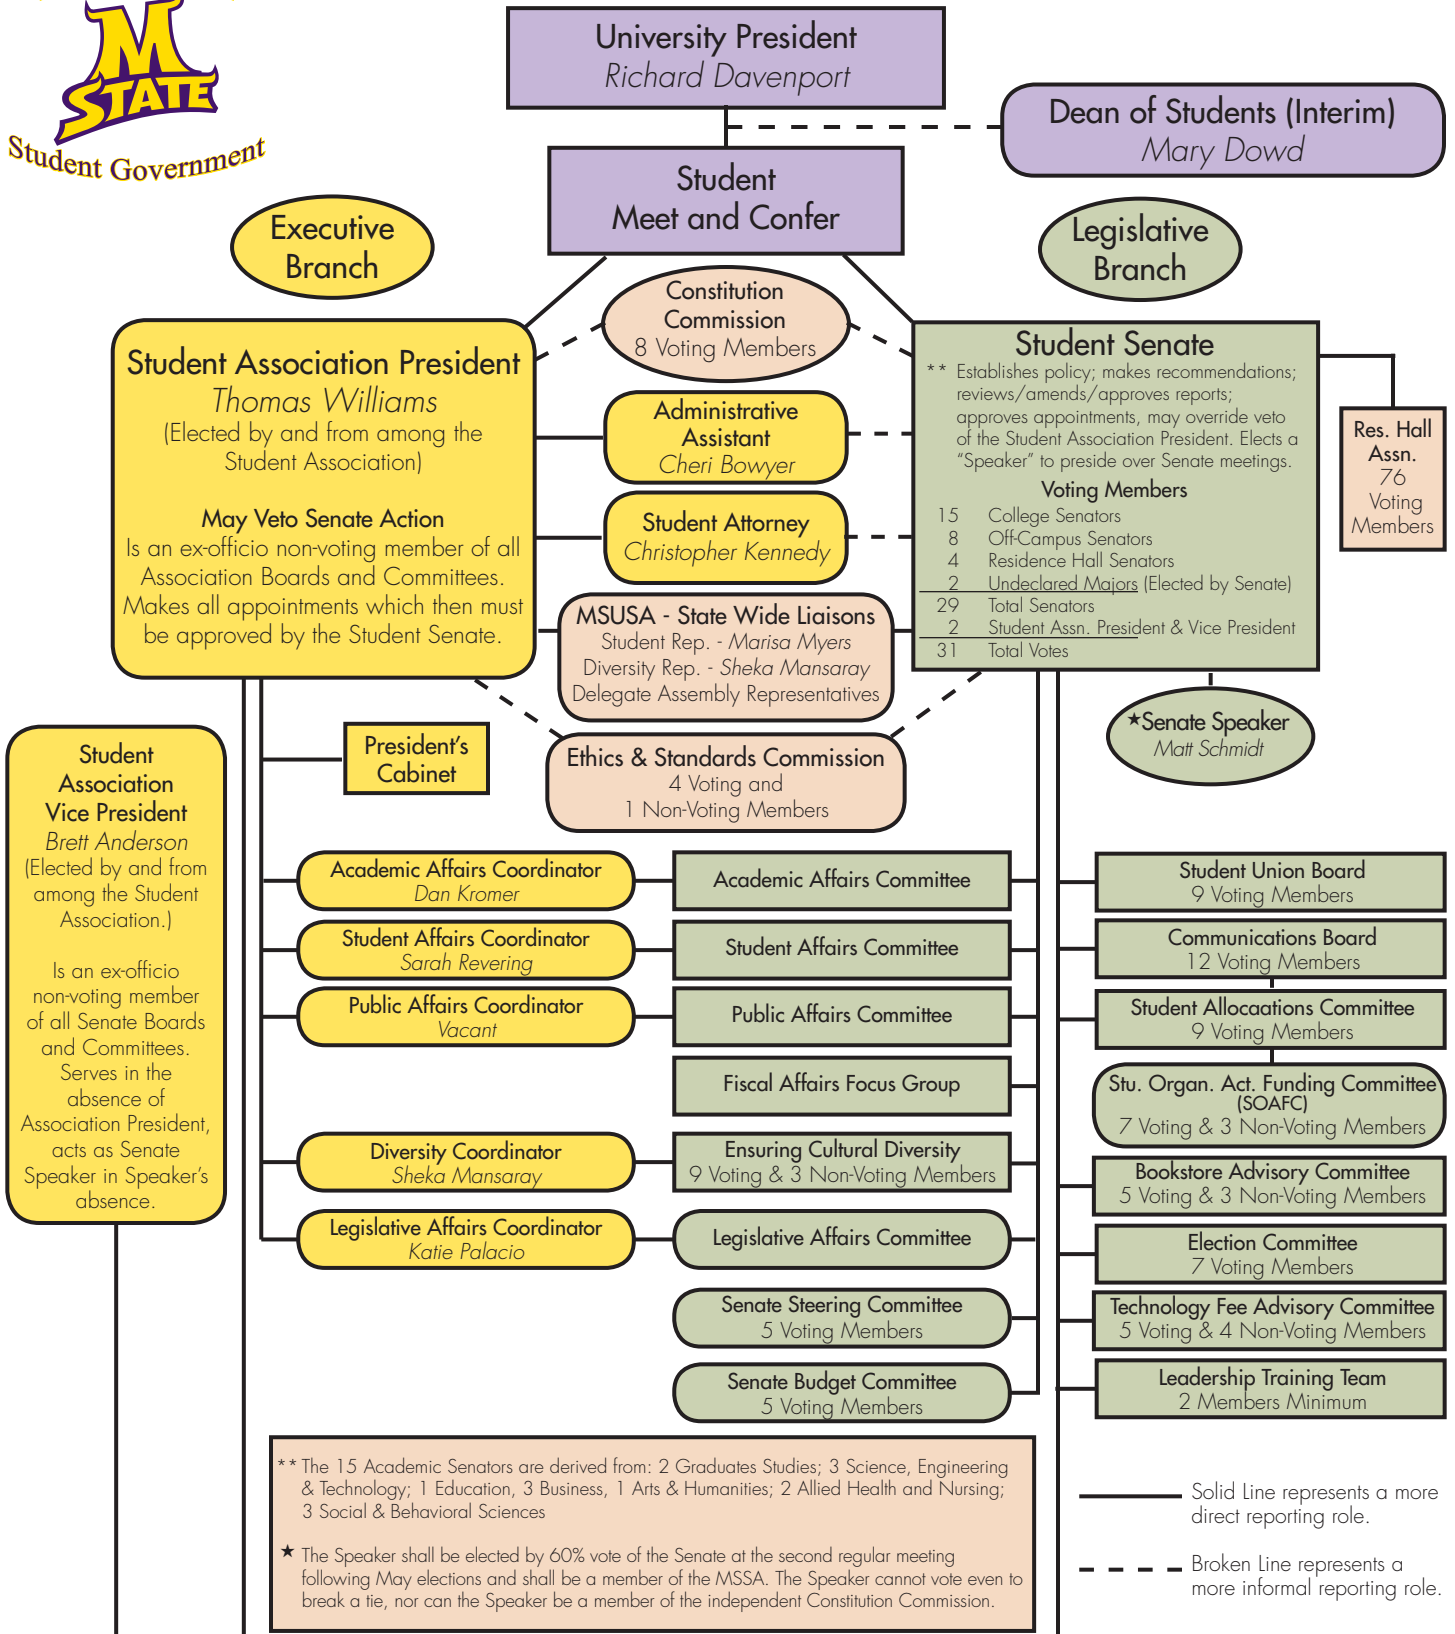 M
STATE
Student Government
University President
Richard Davenport
Dean of Students (Interim)
Mary Dowd
Student
Meet and Confer
Executive
Branch
Legislative
Branch
Constitution
Commission
8 Voting Members
Student Association President
Thomas Williams
(Elected by and from among the
Student Association)
May Veto Senate Action
Is an ex-officio non-voting member of all
Association Boards and Committees.
Makes all appointments which then must
be approved by the Student Senate.
Administrative
Assistant
Cheri Bowyer
Student Attorney
Christopher Kennedy
MSUSA - State Wide Liaisons
Student Rep. - Marisa Myers
Diversity Rep. - Sheka Mansaray
Delegate Assembly Representatives
Ethics & Standards Commission
4 Voting and
1 Non-Voting Members
Student Senate
** Establishes policy; makes recommendations;
reviews/amends/approves reports;
approves appointments, may override veto
of the Student Association President. Elects a
“Speaker” to preside over Senate meetings.
Voting Members
15 College Senators
8 Off-Campus Senators
4 Residence Hall Senators
2 Undeclared Majors (Elected by Senate)
29 Total Senators
2 Student Assn. President & Vice President
31 Total Votes
Res. Hall
Assn.
76
Voting
Members
★Senate Speaker
Matt Schmidt
Student
Association
Vice President
Brett Anderson
(Elected by and from
among the Student
Association.)
Is an ex-officio
non-voting member
of all Senate Boards
and Committees.
Serves in the
absence of
Association President,
acts as Senate
Speaker in Speaker’s
absence.
President’s
Cabinet
Academic Affairs Coordinator
Dan Kromer
Student Affairs Coordinator
Sarah Revering
Public Affairs Coordinator
Vacant
Diversity Coordinator
Sheka Mansaray
Legislative Affairs Coordinator
Katie Palacio
Academic Affairs Committee
Student Affairs Committee
Public Affairs Committee
Fiscal Affairs Focus Group
Ensuring Cultural Diversity
9 Voting & 3 Non-Voting Members
Legislative Affairs Committee
Senate Steering Committee
5 Voting Members
Senate Budget Committee
5 Voting Members
Student Union Board
9 Voting Members
Communications Board
12 Voting Members
Student Allocaations Committee
9 Voting Members
Stu. Organ. Act. Funding Committee
(SOAFC)
7 Voting & 3 Non-Voting Members
Bookstore Advisory Committee
5 Voting & 3 Non-Voting Members
Election Committee
7 Voting Members
Technology Fee Advisory Committee
5 Voting & 4 Non-Voting Members
Leadership Training Team
2 Members Minimum
** The 15 Academic Senators are derived from: 2 Graduates Studies; 3 Science, Engineering
& Technology; 1 Education, 3 Business, 1 Arts & Humanities; 2 Allied Health and Nursing;
3 Social & Behavioral Sciences
★ The Speaker shall be elected by 60% vote of the Senate at the second regular meeting
following May elections and shall be a member of the MSSA. The Speaker cannot vote even to
break a tie, nor can the Speaker be a member of the independent Constitution Commission.
Solid Line represents a more
direct reporting role.
Broken Line represents a
more informal reporting role.